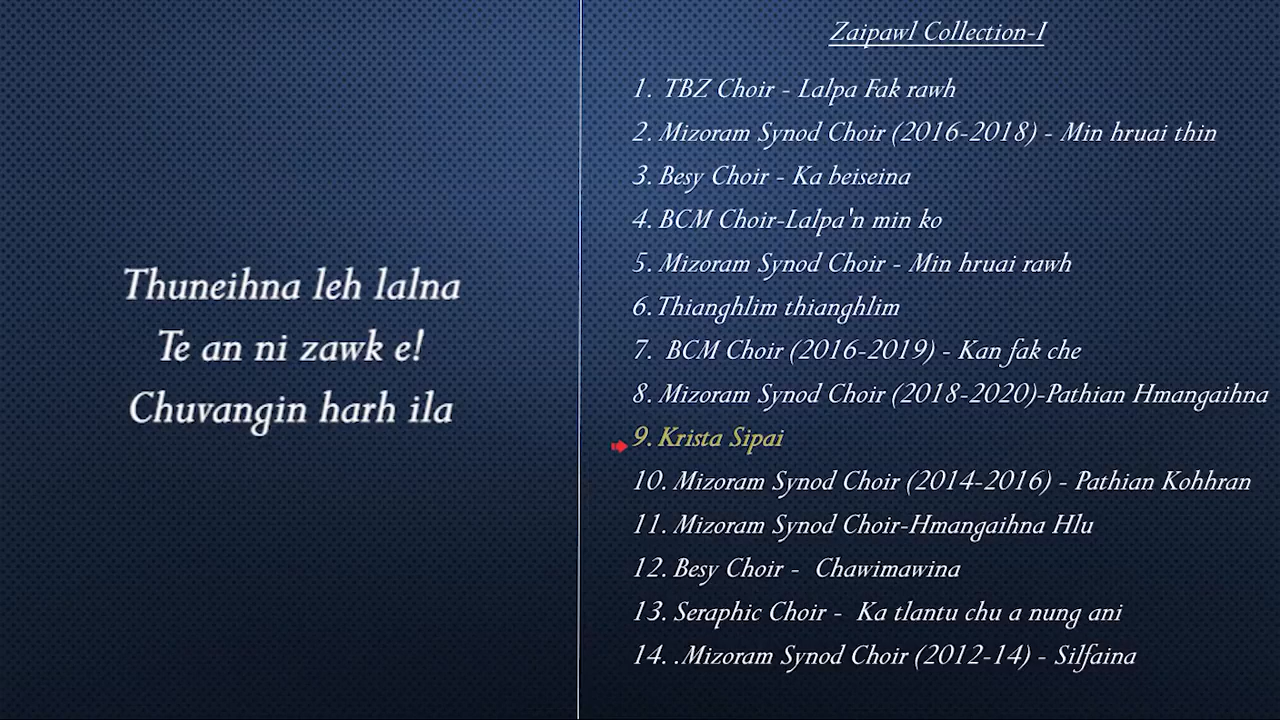 Thuneihna leh lalna
Te an ni zawk e!
Chuvangin harh ila
Zaipawl Collection-I
1. TBZ Choir - Lalpa Fak rawh
2. Mizoram Synod Choir (2016-2018) - Min hruai thin
3. Besy Choir - Ka beiseina
4. BCM Choir-Lalpa'n min ko
5. Mizoram Synod Choir - Min hruai rawh
6. Thianghlim thianghlim
7. BCM Choir (2016-2019) - Kan fak che
8. Mizoram Synod Choir (2018-2020)-Pathian Hmangaihna
9. Krista Sipai
10. Mizoram Synod Choir (2014-2016) - Pathian Kohhran
11. Mizoram Synod Choir-Hmangaihna Hlu
12. Besy Choir - Chawimawina
13. Seraphic Choir - Ka tlantu chu a nung ani
14. .Mizoram Synod Choir (2012-14) - Silfaina